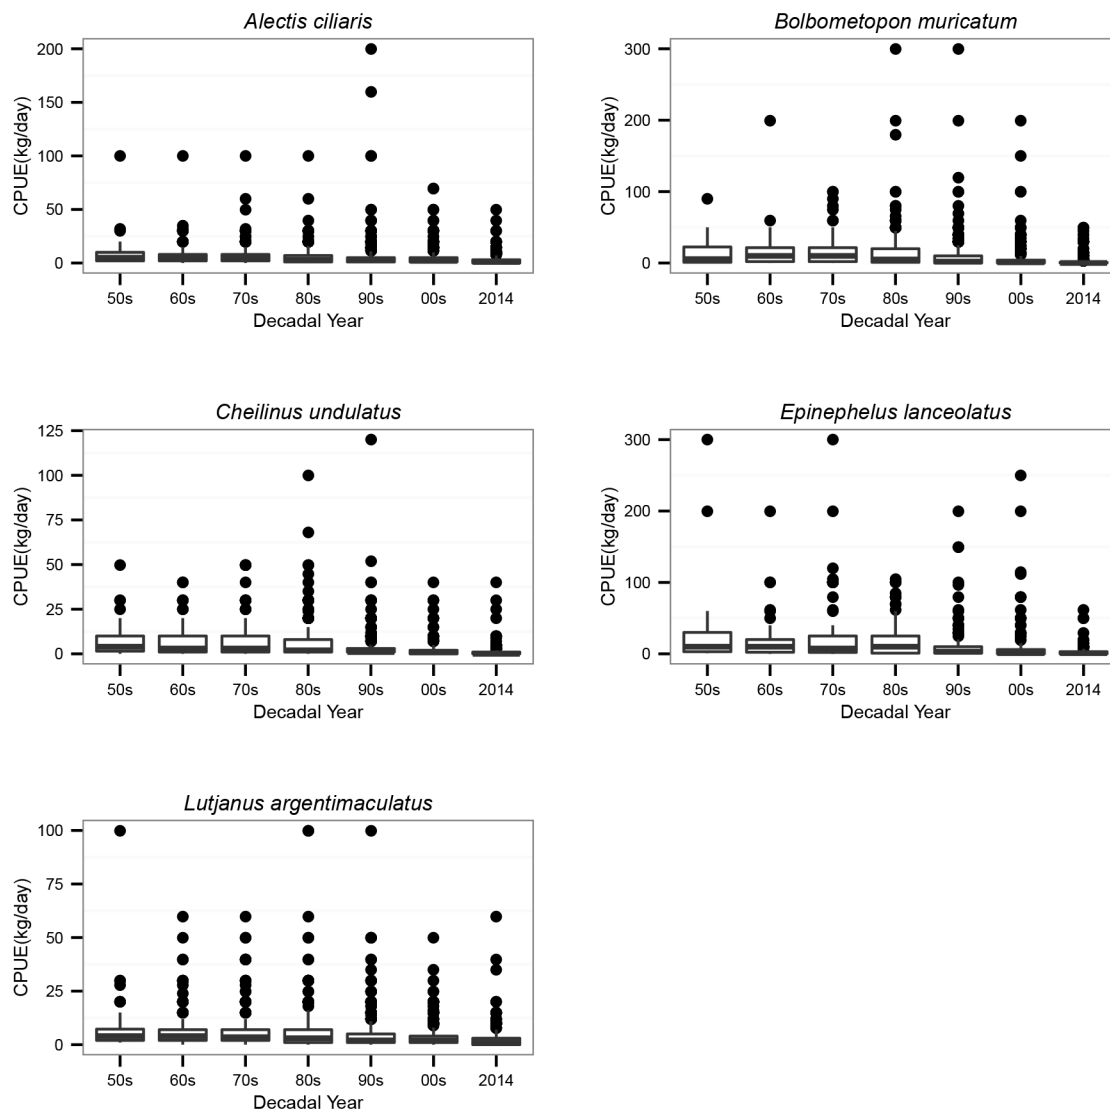 Alectis ciliaris
CPUE(kg/day)
200
150
100
50
0
50s 60s 70s 80s 90s 00s 2014
Decadal Year
Bolbometopon muricatum
CPUE(kg/day)
300
200
100
0
50s 60s 70s 80s 90s 00s 2014
Decadal Year
Cheilinus undulatus
CPUE(kg/day)
125
100
75
50
25
0
50s 60s 70s 80s 90s 00s 2014
Decadal Year
Epinephelus lanceolatus
CPUE(kg/day)
300
200
100
0
50s 60s 70s 80s 90s 00s 2014
Decadal Year
Lutjanus argentimaculatus
CPUE(kg/day)
100
75
50
25
0
50s 60s 70s 80s 90s 00s 2014
Decadal Year